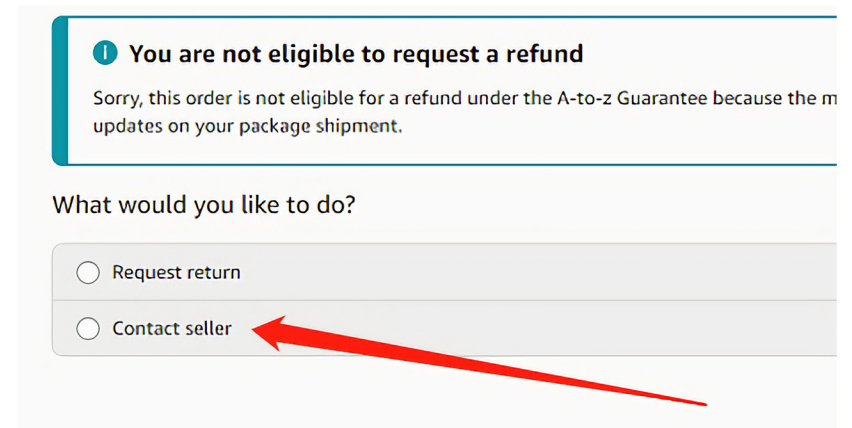 You are not eligible to request a refund
Sorry, this order is not eligible for a refund under the A-to-z Guarantee because the m
updates on your package shipment.
What would you like to do?
Request return
Contact seller